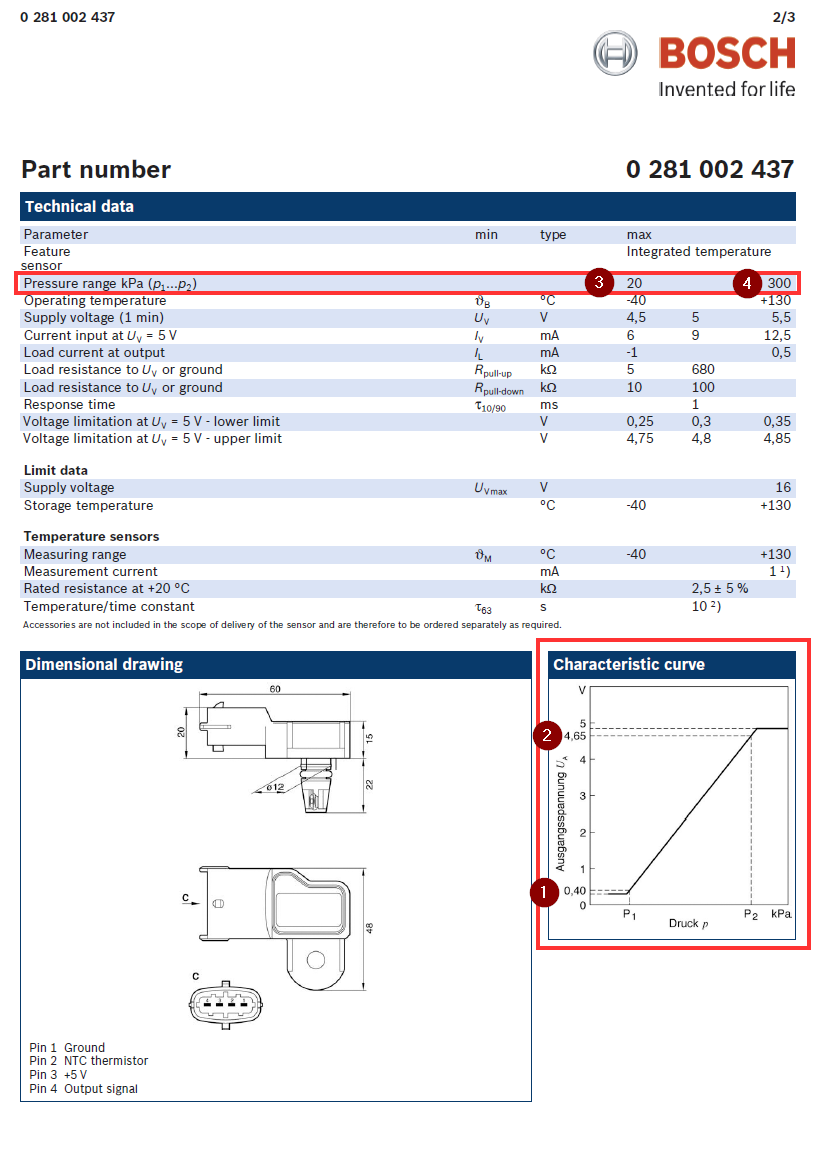 0 281 002 437 2/3
BOSCH
Invented for life
Part number 0 281 002 437
Technical data
Parameter min type max
Feature Integrated temperature
sensor
Pressure range kPa (p1...p2) 3 20 4 300
Operating temperature ϑB °C -40 +130
Supply voltage (1 min) UV V 4,5 5 5,5
Current input at UV = 5 V IV mA 6 9 12,5
Load current at output IL mA -1 0,5
Load resistance to UV or ground Rpull-up kΩ 5 680
Load resistance to UV or ground Rpull-down kΩ 10 100
Response time τ10/90 ms 1
Voltage limitation at UV = 5 V - lower limit V 0,25 0,3 0,35
Voltage limitation at UV = 5 V - upper limit V 4,75 4,8 4,85
Limit data
Supply voltage UVmax V 16
Storage temperature °C -40 +130
Temperature sensors
Measuring range ϑM °C -40 +130
Measurement current mA 1 1)
Rated resistance at +20 °C kΩ 2,5 ± 5 %
Temperature/time constant τ63 s 10 2)
Accessories are not included in the scope of delivery of the sensor and are therefore to be ordered separately as required.
Dimensional drawing
60
20
15
22
ø12
C
48
C
4 3 2 1
Pin 1 Ground
Pin 2 NTC thermistor
Pin 3 +5 V
Pin 4 Output signal
Characteristic curve
V
5
2 4,65
4
3
2
1
1 0,40
0
Ausgangsspannung UA
P1 P2 kPa
Druck p